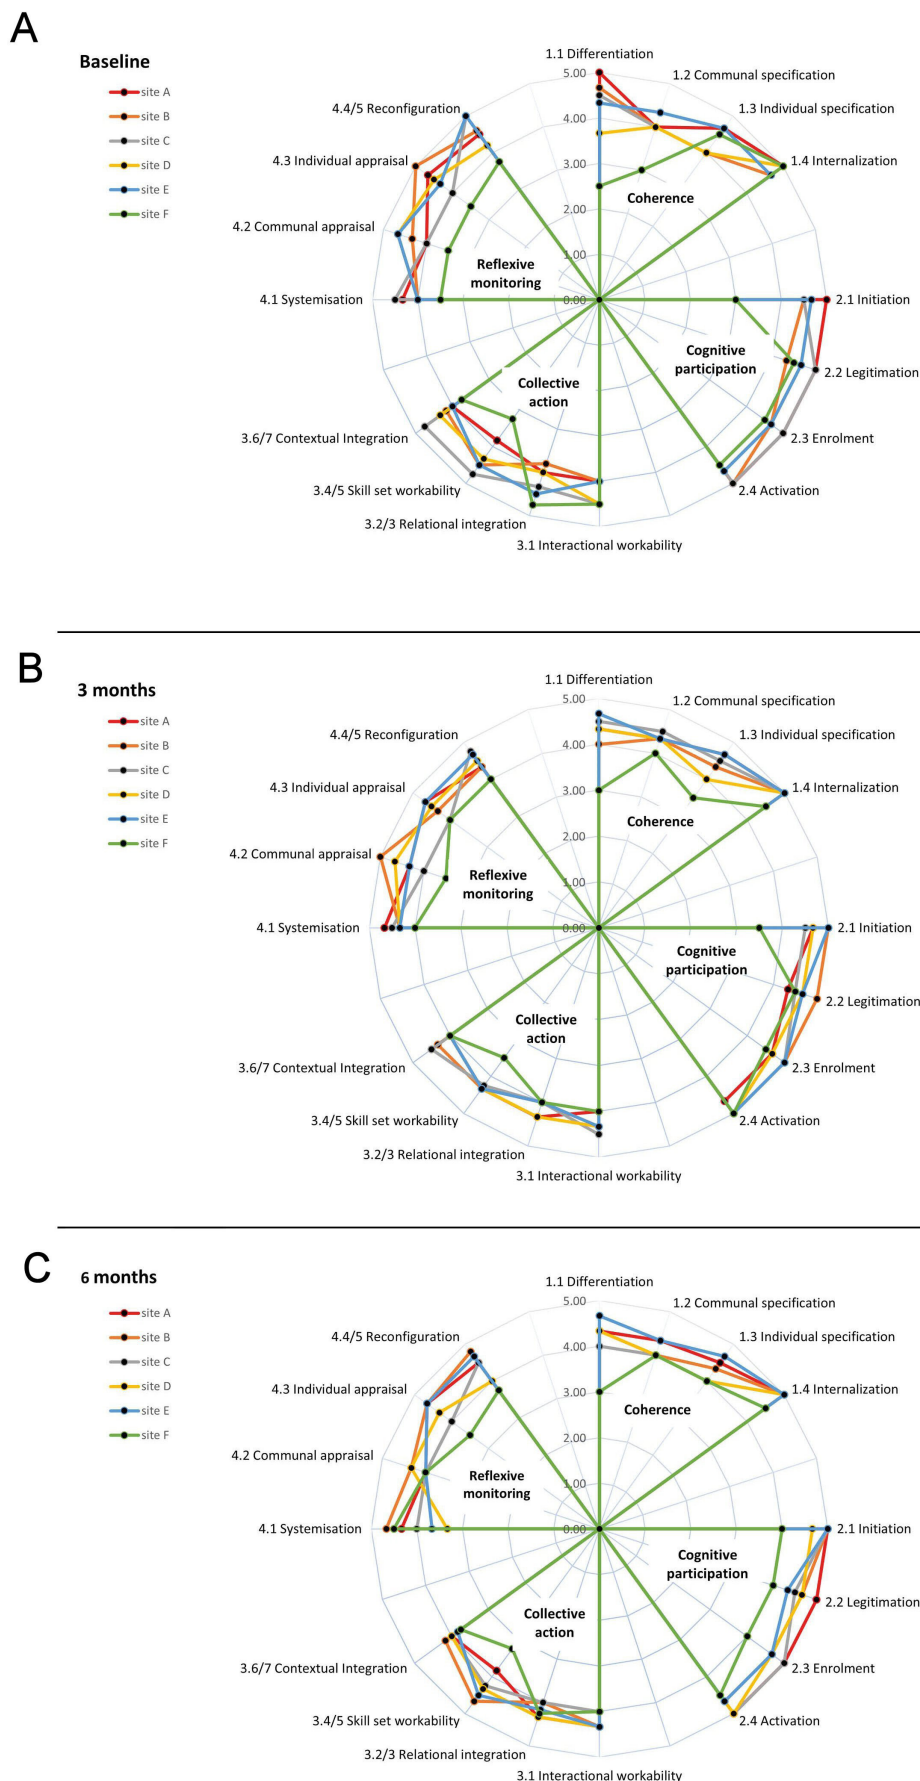 A
Baseline
site A
site B
site C
site D
site E
site F
1.1 Differentiation
1.2 Communal specification
1.3 Individual specification
1.4 Internalization
5.00
4.00
3.00
2.00
1.00
0.00
Coherence
2.1 Initiation
2.2 Legitimation
2.3 Enrolment
2.4 Activation
Cognitive
participation
3.1 Interactional workability
3.2/3 Relational integration
3.4/5 Skill set workability
3.6/7 Contextual Integration
Collective
action
4.1 Systemisation
4.2 Communal appraisal
4.3 Individual appraisal
4.4/5 Reconfiguration
Reflexive
monitoring
B
3 months
site A
site B
site C
site D
site E
site F
1.1 Differentiation
1.2 Communal specification
1.3 Individual specification
1.4 Internalization
5.00
4.00
3.00
2.00
1.00
0.00
Coherence
2.1 Initiation
2.2 Legitimation
2.3 Enrolment
2.4 Activation
Cognitive
participation
3.1 Interactional workability
3.2/3 Relational integration
3.4/5 Skill set workability
3.6/7 Contextual Integration
Collective
action
4.1 Systemisation
4.2 Communal appraisal
4.3 Individual appraisal
4.4/5 Reconfiguration
Reflexive
monitoring
C
6 months
site A
site B
site C
site D
site E
site F
1.1 Differentiation
1.2 Communal specification
1.3 Individual specification
1.4 Internalization
5.00
4.00
3.00
2.00
1.00
0.00
Coherence
2.1 Initiation
2.2 Legitimation
2.3 Enrolment
2.4 Activation
Cognitive
participation
3.1 Interactional workability
3.2/3 Relational integration
3.4/5 Skill set workability
3.6/7 Contextual Integration
Collective
action
4.1 Systemisation
4.2 Communal appraisal
4.3 Individual appraisal
4.4/5 Reconfiguration
Reflexive
monitoring